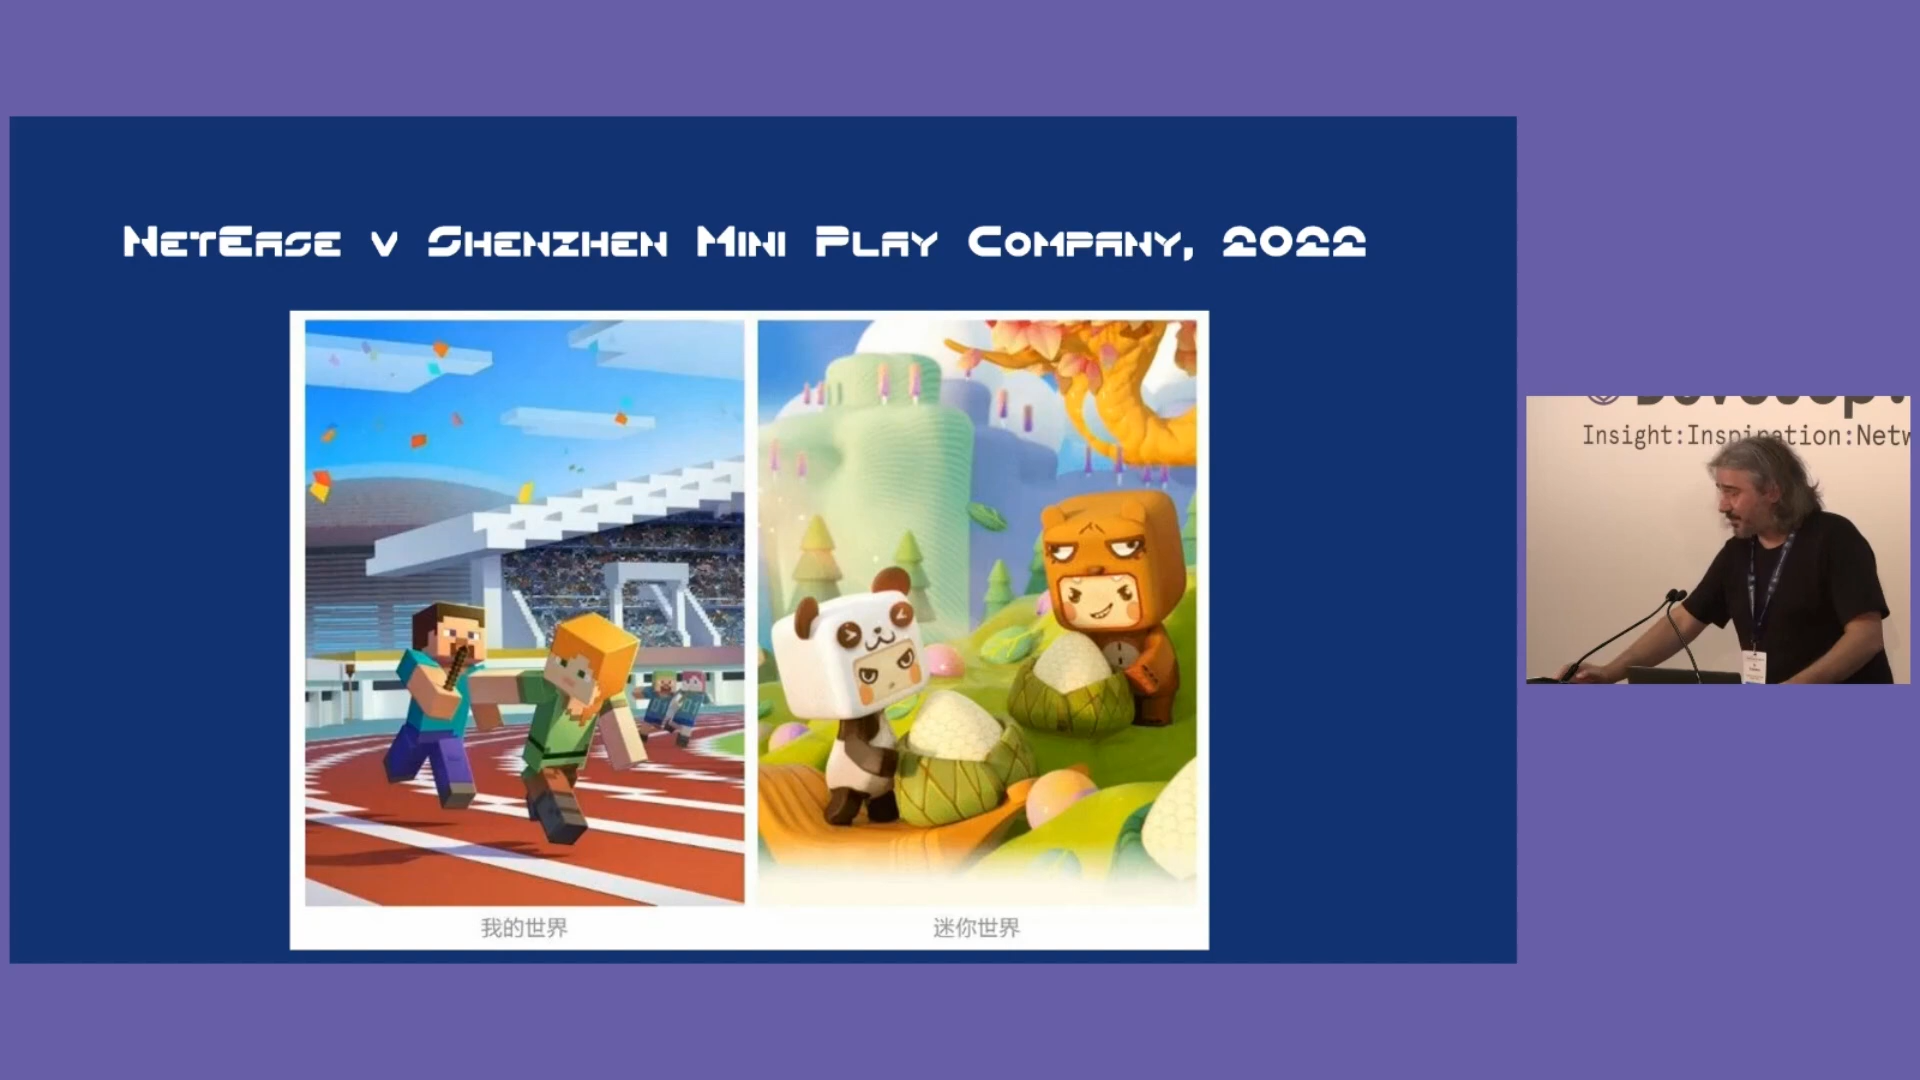 NetEase v Shenzhen Mini Play Company, 2022
我的世界
迷你世界
Insight:Inspiration:Netw